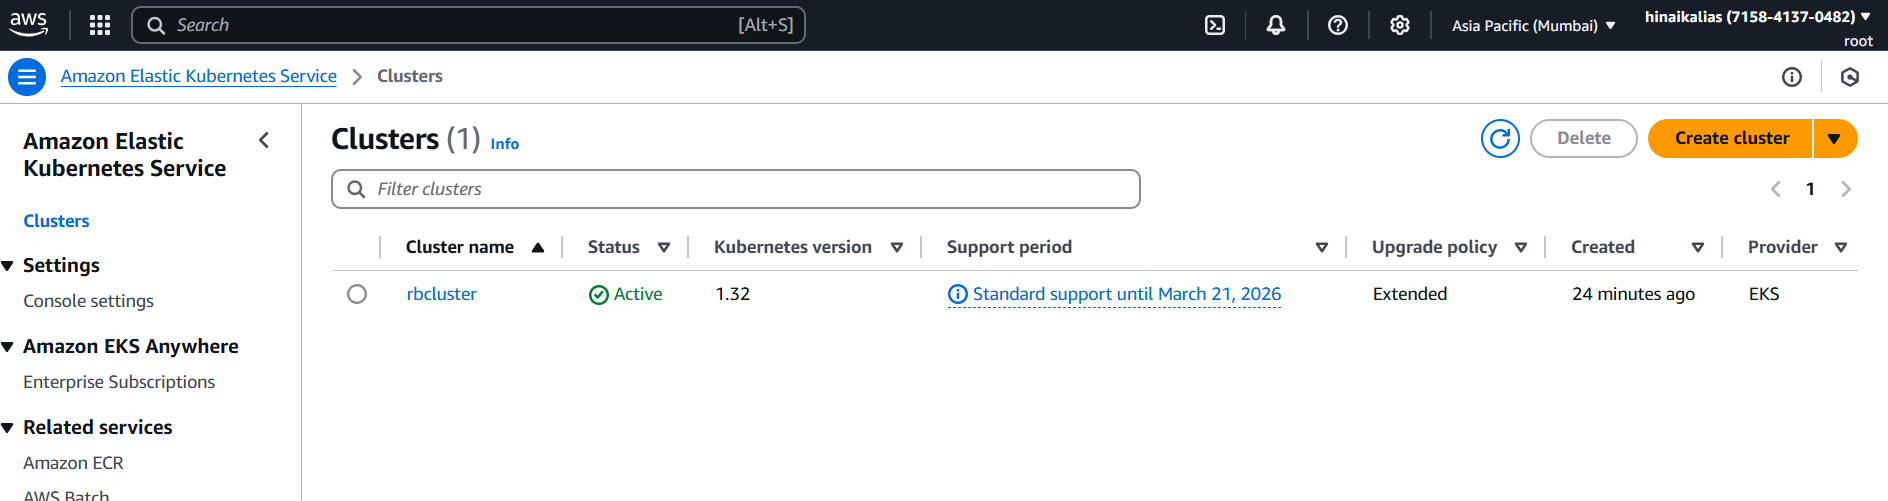 aws
Search [Alt+S]
Asia Pacific (Mumbai)
hinaikalias (7158-4137-0482)
root
Amazon Elastic Kubernetes Service
Clusters
Amazon Elastic
Kubernetes Service
Clusters
Settings
Console settings
Amazon EKS Anywhere
Enterprise Subscriptions
Related services
Amazon ECR
AWS Batch
Clusters (1) Info
Delete
Create cluster
Filter clusters
1
Cluster name Status Kubernetes version Support period Upgrade policy Created Provider
rbcluster Active 1.32 Standard support until March 21, 2026 Extended 24 minutes ago EKS